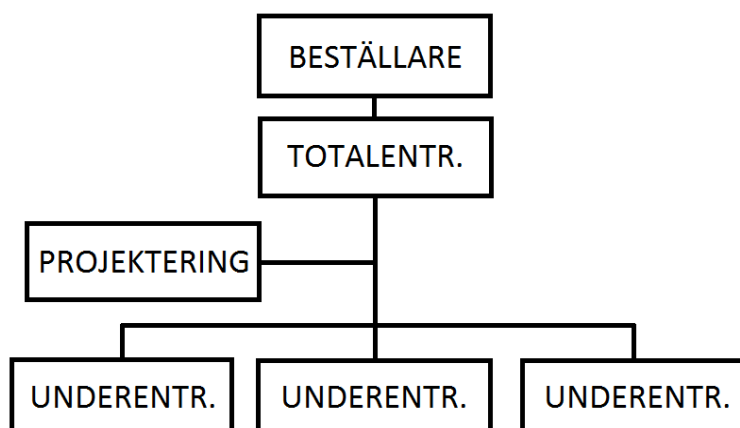 BESTÄLLARE
TOTALENTR.
PROJEKTERING
UNDERENTR.
UNDERENTR.
UNDERENTR.